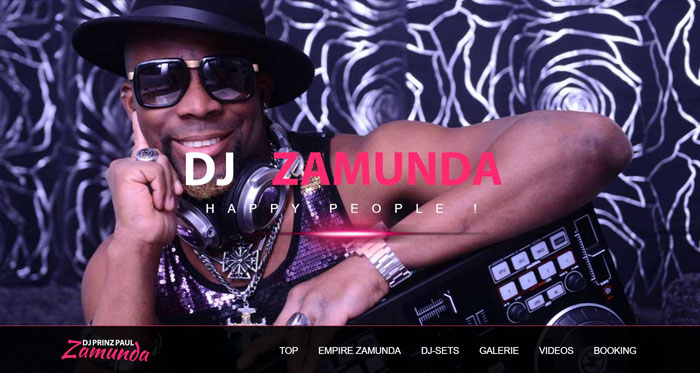 DJ ZAMUNDA
HAPPY PEOPLE !
DJ PRINZ PAUL
Zamunda
TOP EMPIRE ZAMUNDA DJ-SETS GALERIE VIDEOS BOOKING